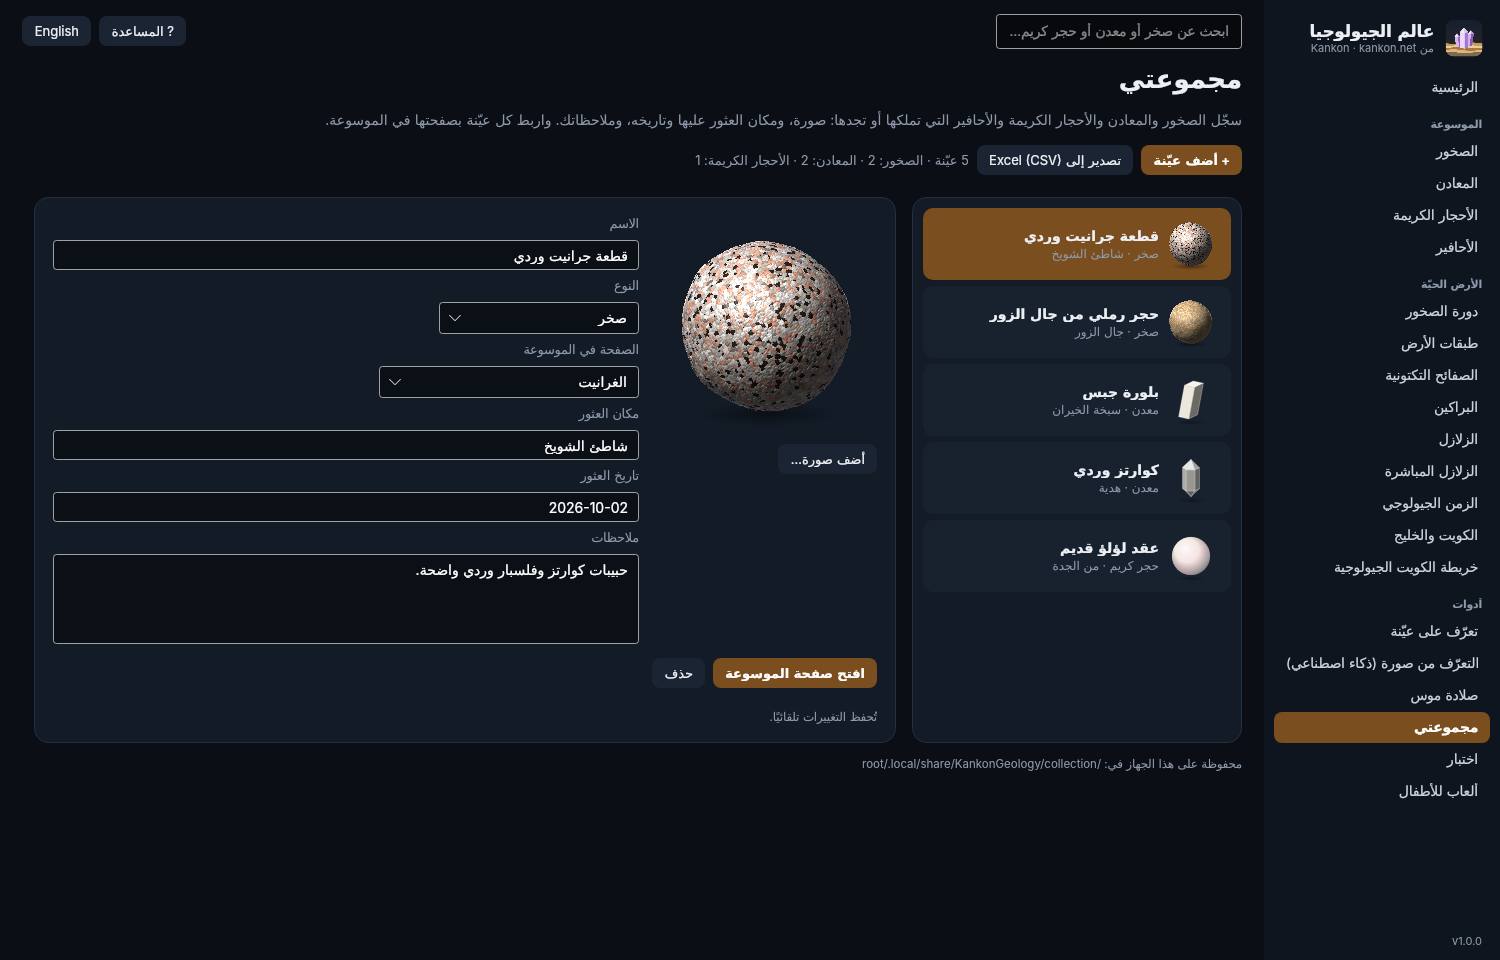 عالم الجيولوجيا
من Kankon · kankon.net
الرئيسية
الموسوعة
الصخور
المعادن
الأحجار الكريمة
الأحافير
الأرض الحيّة
دورة الصخور
طبقات الأرض
الصفائح التكتونية
البراكين
الزلازل
الزلازل المباشرة
الزمن الجيولوجي
الكويت والخليج
خريطة الكويت الجيولوجية
أدوات
تعرّف على عيّنة
التعرّف من صورة (ذكاء اصطناعي)
صلادة موس
مجموعتي
اختبار
ألعاب للأطفال
v1.0.0
ابحث عن صخر أو معدن أو حجر كريم...
? المساعدة
English
مجموعتي
سجّل الصخور والمعادن والأحجار الكريمة والأحافير التي تملكها أو تجدها: صورة، ومكان العثور عليها وتاريخه، وملاحظاتك. واربط كل عيّنة بصفحتها في الموسوعة.
+ أضف عيّنة
تصدير إلى Excel (CSV)
5 عيّنة · الصخور: 2 · المعادن: 2 · الأحجار الكريمة: 1
قطعة جرانيت وردي
صخر · شاطئ الشويخ
حجر رملي من جال الزور
صخر · جال الزور
بلورة جبس
معدن · سبخة الخيران
كوارتز وردي
معدن · هدية
عقد لؤلؤ قديم
حجر كريم · من الجدة
أضف صورة...
الاسم
قطعة جرانيت وردي
النوع
صخر
الصفحة في الموسوعة
الغرانيت
مكان العثور
شاطئ الشويخ
تاريخ العثور
2026-10-02
ملاحظات
حبيبات كوارتز وفلسبار وردي واضحة.
افتح صفحة الموسوعة
حذف
تُحفظ التغييرات تلقائيًا.
محفوظة على هذا الجهاز في: /root/.local/share/KankonGeology/collection